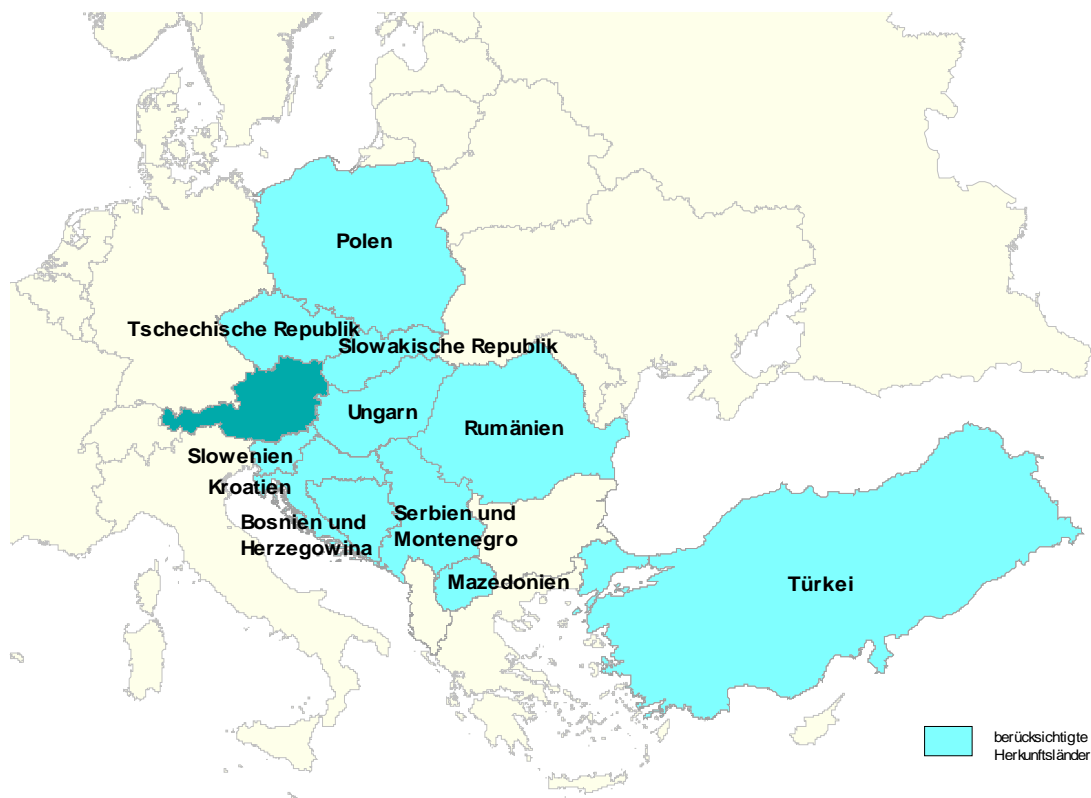 Polen
Tschechische Republik
Slowakische Republik
Ungarn
Rumänien
Slowenien
Kroatien
Bosnien und
Herzegowina
Serbien und
Montenegro
Mazedonien
Türkei
berücksichtigte
Herkunftsländer